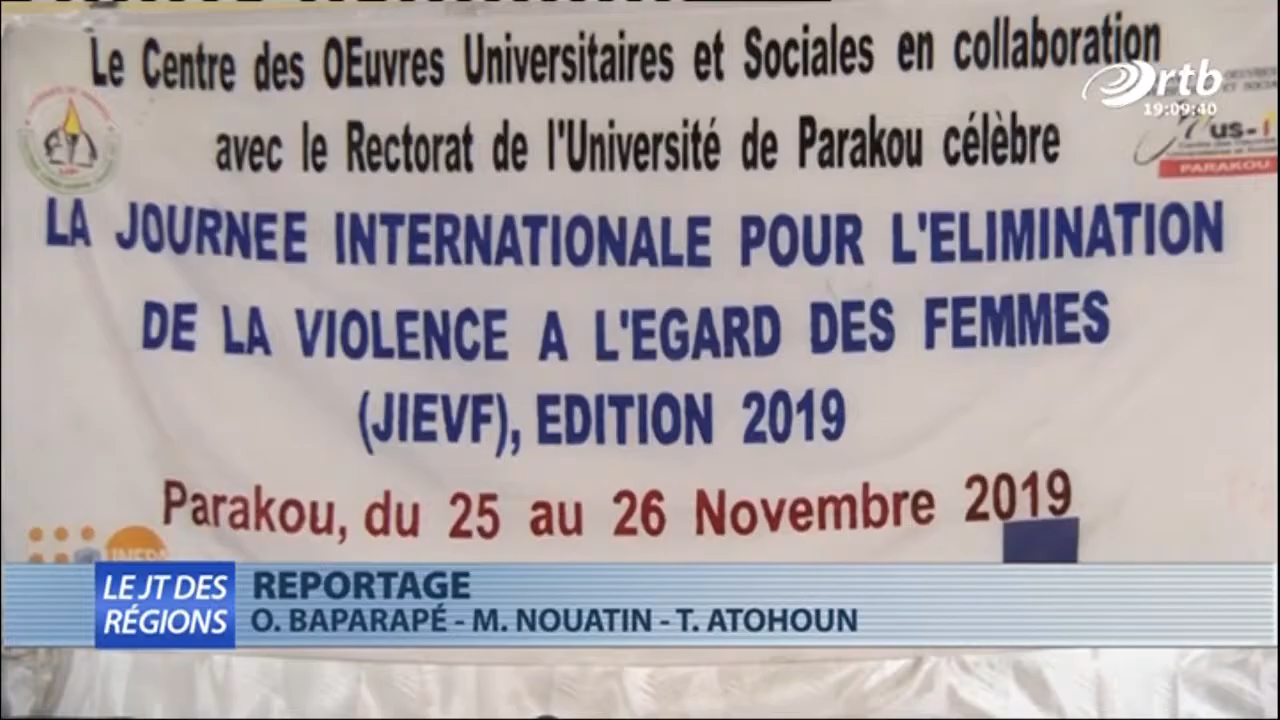 Le Centre des OEuvres Universitaires et Sociales en collaboration
avec le Rectorat de l'Université de Parakou célèbre
LA JOURNEE INTERNATIONALE POUR L'ELIMINATION
DE LA VIOLENCE A L'EGARD DES FEMMES
(JIEVF), EDITION 2019
Parakou, du 25 au 26 Novembre 2019
ortb
19:09:40
PARAKOU
UNFPA
LE JT DES
RÉGIONS
REPORTAGE
O. BAPARAPÉ - M. NOUATIN - T. ATOHOUN